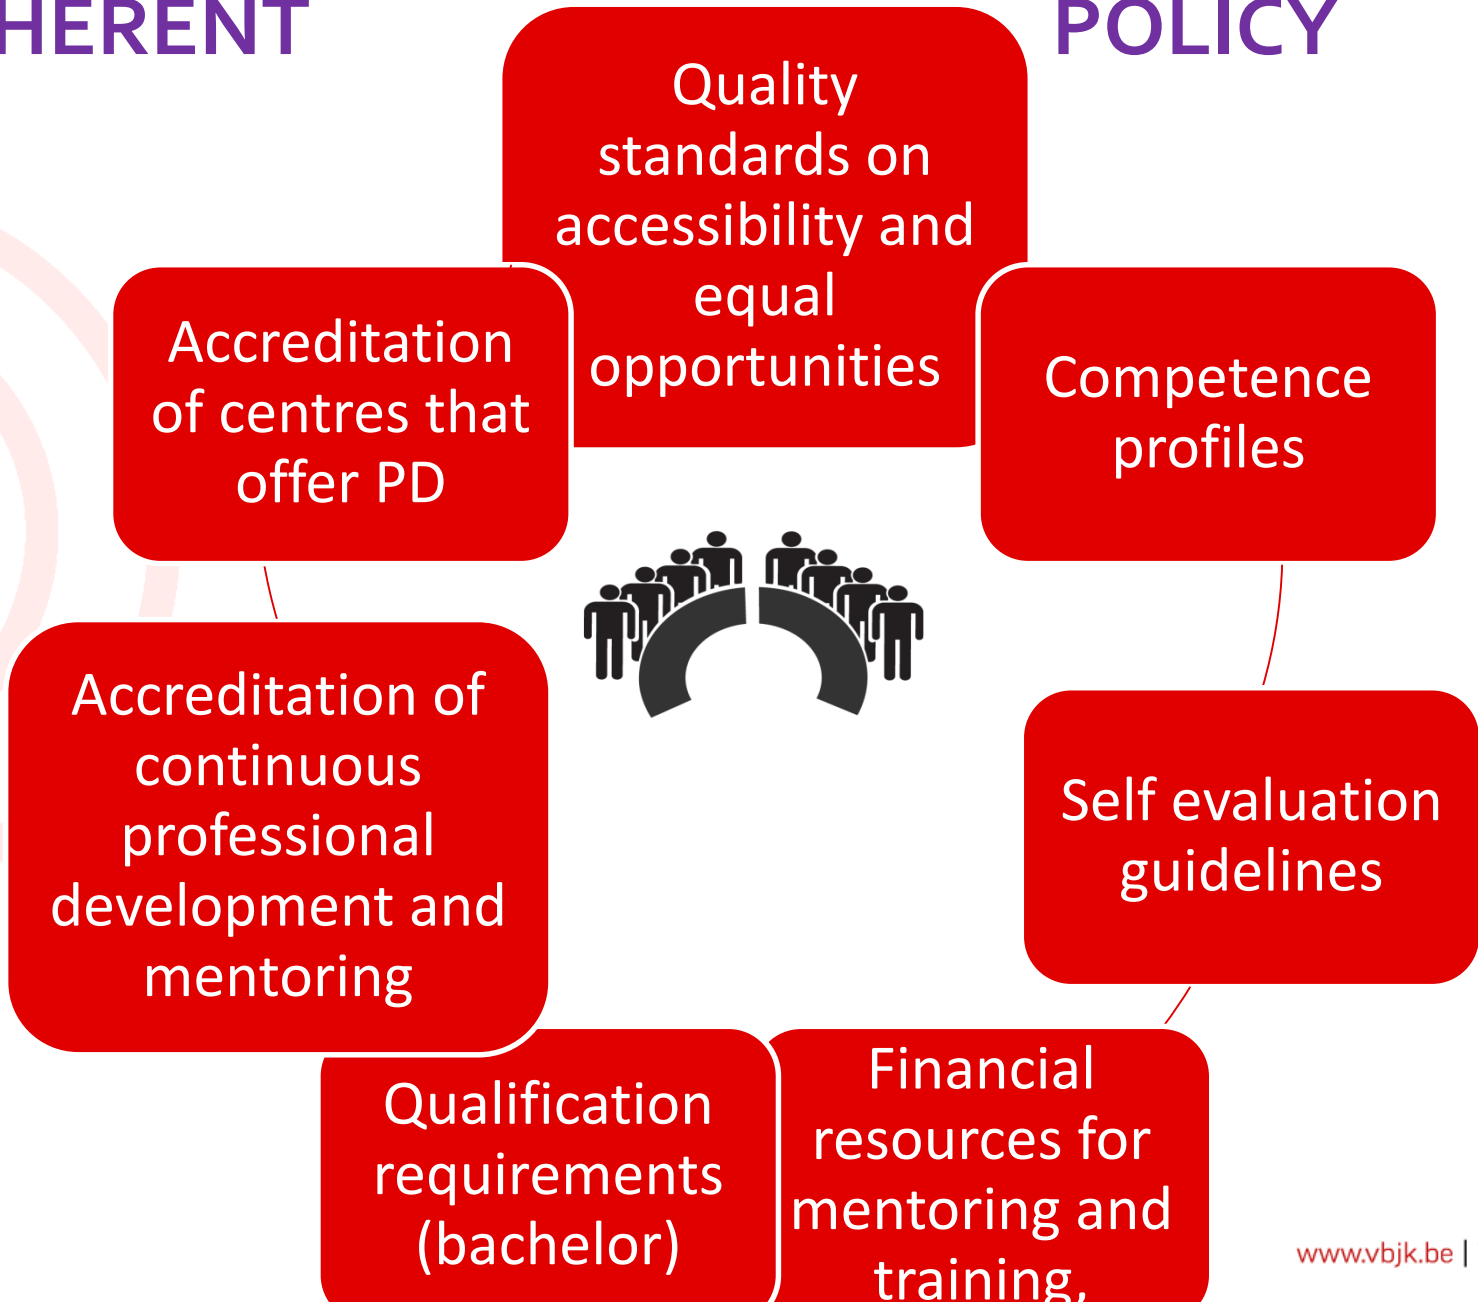 HERENT
POLICY
Quality
standards on
accessibility and
equal
opportunities
Competence
profiles
Self evaluation
guidelines
Financial
resources for
mentoring and
training,
Qualification
requirements
(bachelor)
Accreditation of
continuous
professional
development and
mentoring
Accreditation
of centres that
offer PD
www.vbjk.be |